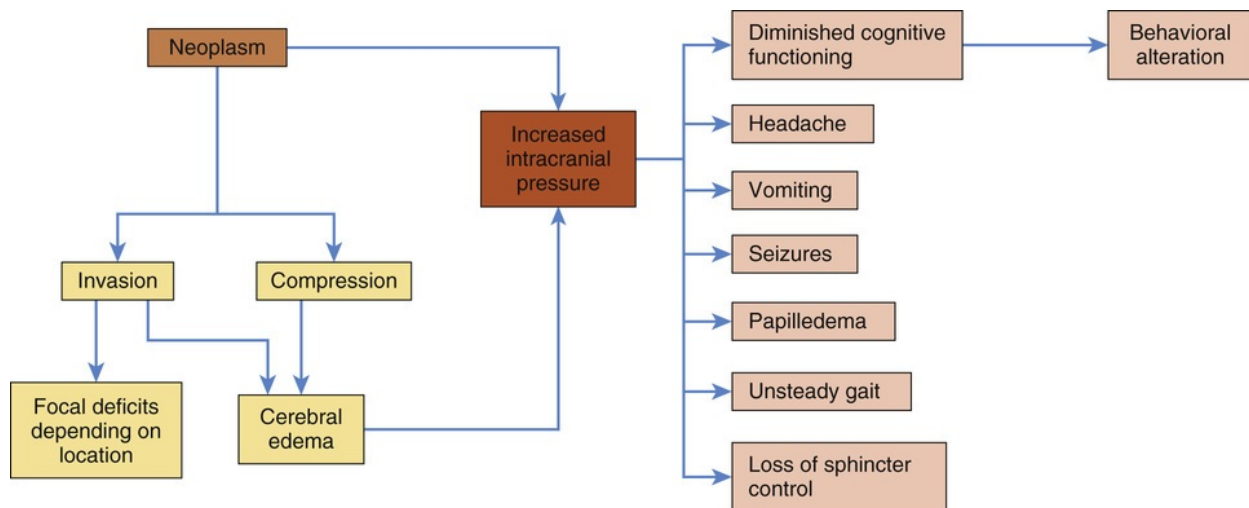 Neoplasm
Increased
intracranial
pressure
Invasion
Compression
Focal deficits
depending on
location
Cerebral
edema
Diminished cognitive
functioning
Behavioral
alteration
Headache
Vomiting
Seizures
Papilledema
Unsteady gait
Loss of sphincter
control